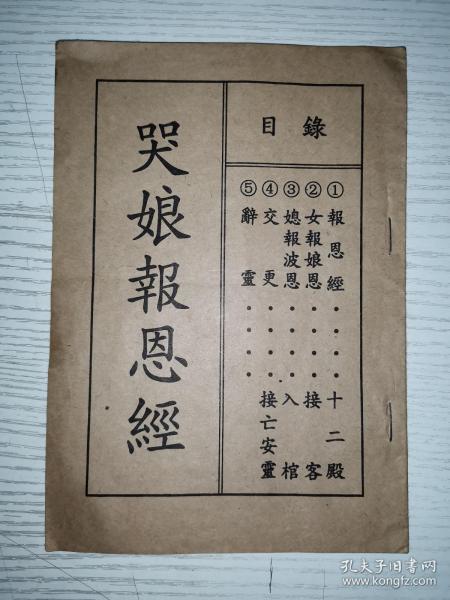 哭娘報恩經
目錄
①報恩經····十二殿
②女報娘恩····接客
③媳報波恩····入棺
④交更····接亡安靈
⑤辭靈····
孔夫子旧书网
www.kongfz.com